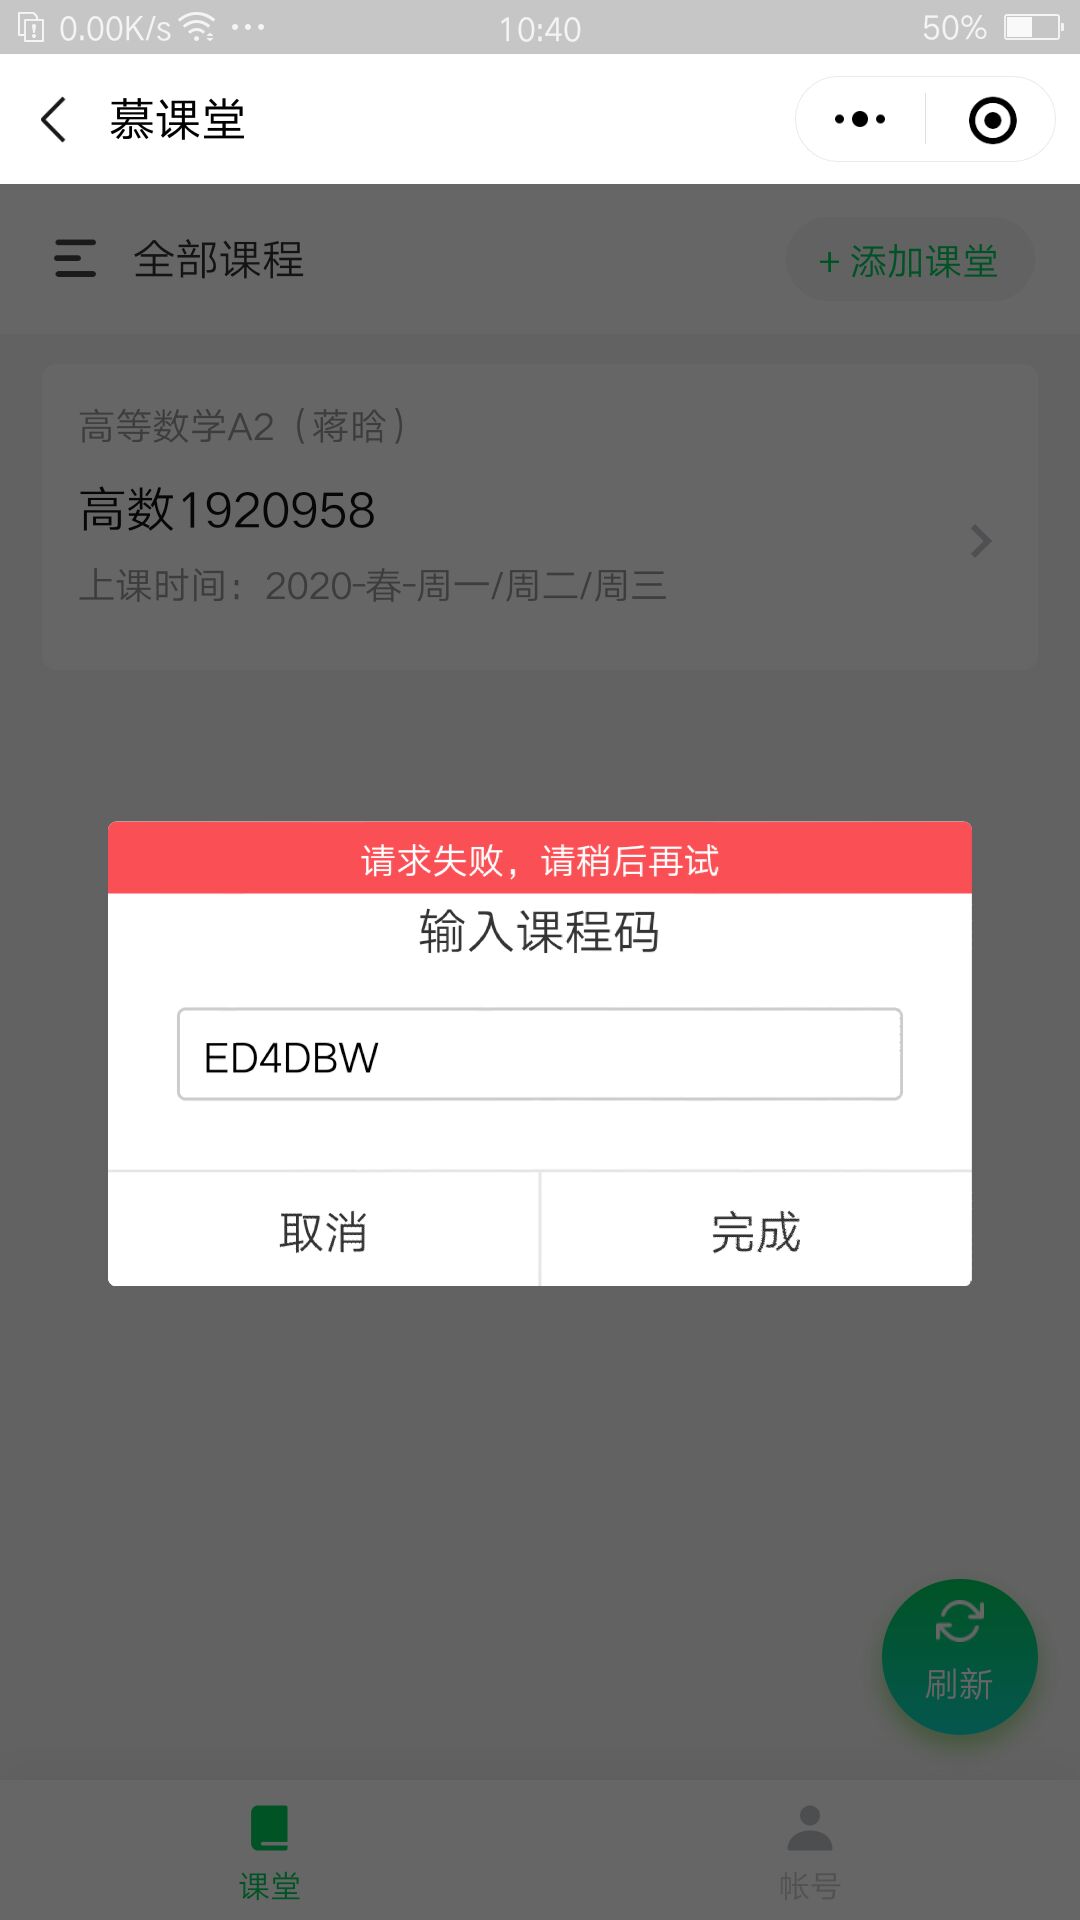 0.00K/s
10:40
50%
慕课堂
全部课程
+ 添加课堂
高等数学A2（蒋晗）
高数1920958
上课时间：2020-春-周一/周二/周三
请求失败，请稍后再试
输入课程码
ED4DBW
取消
完成
刷新
课堂
帐号